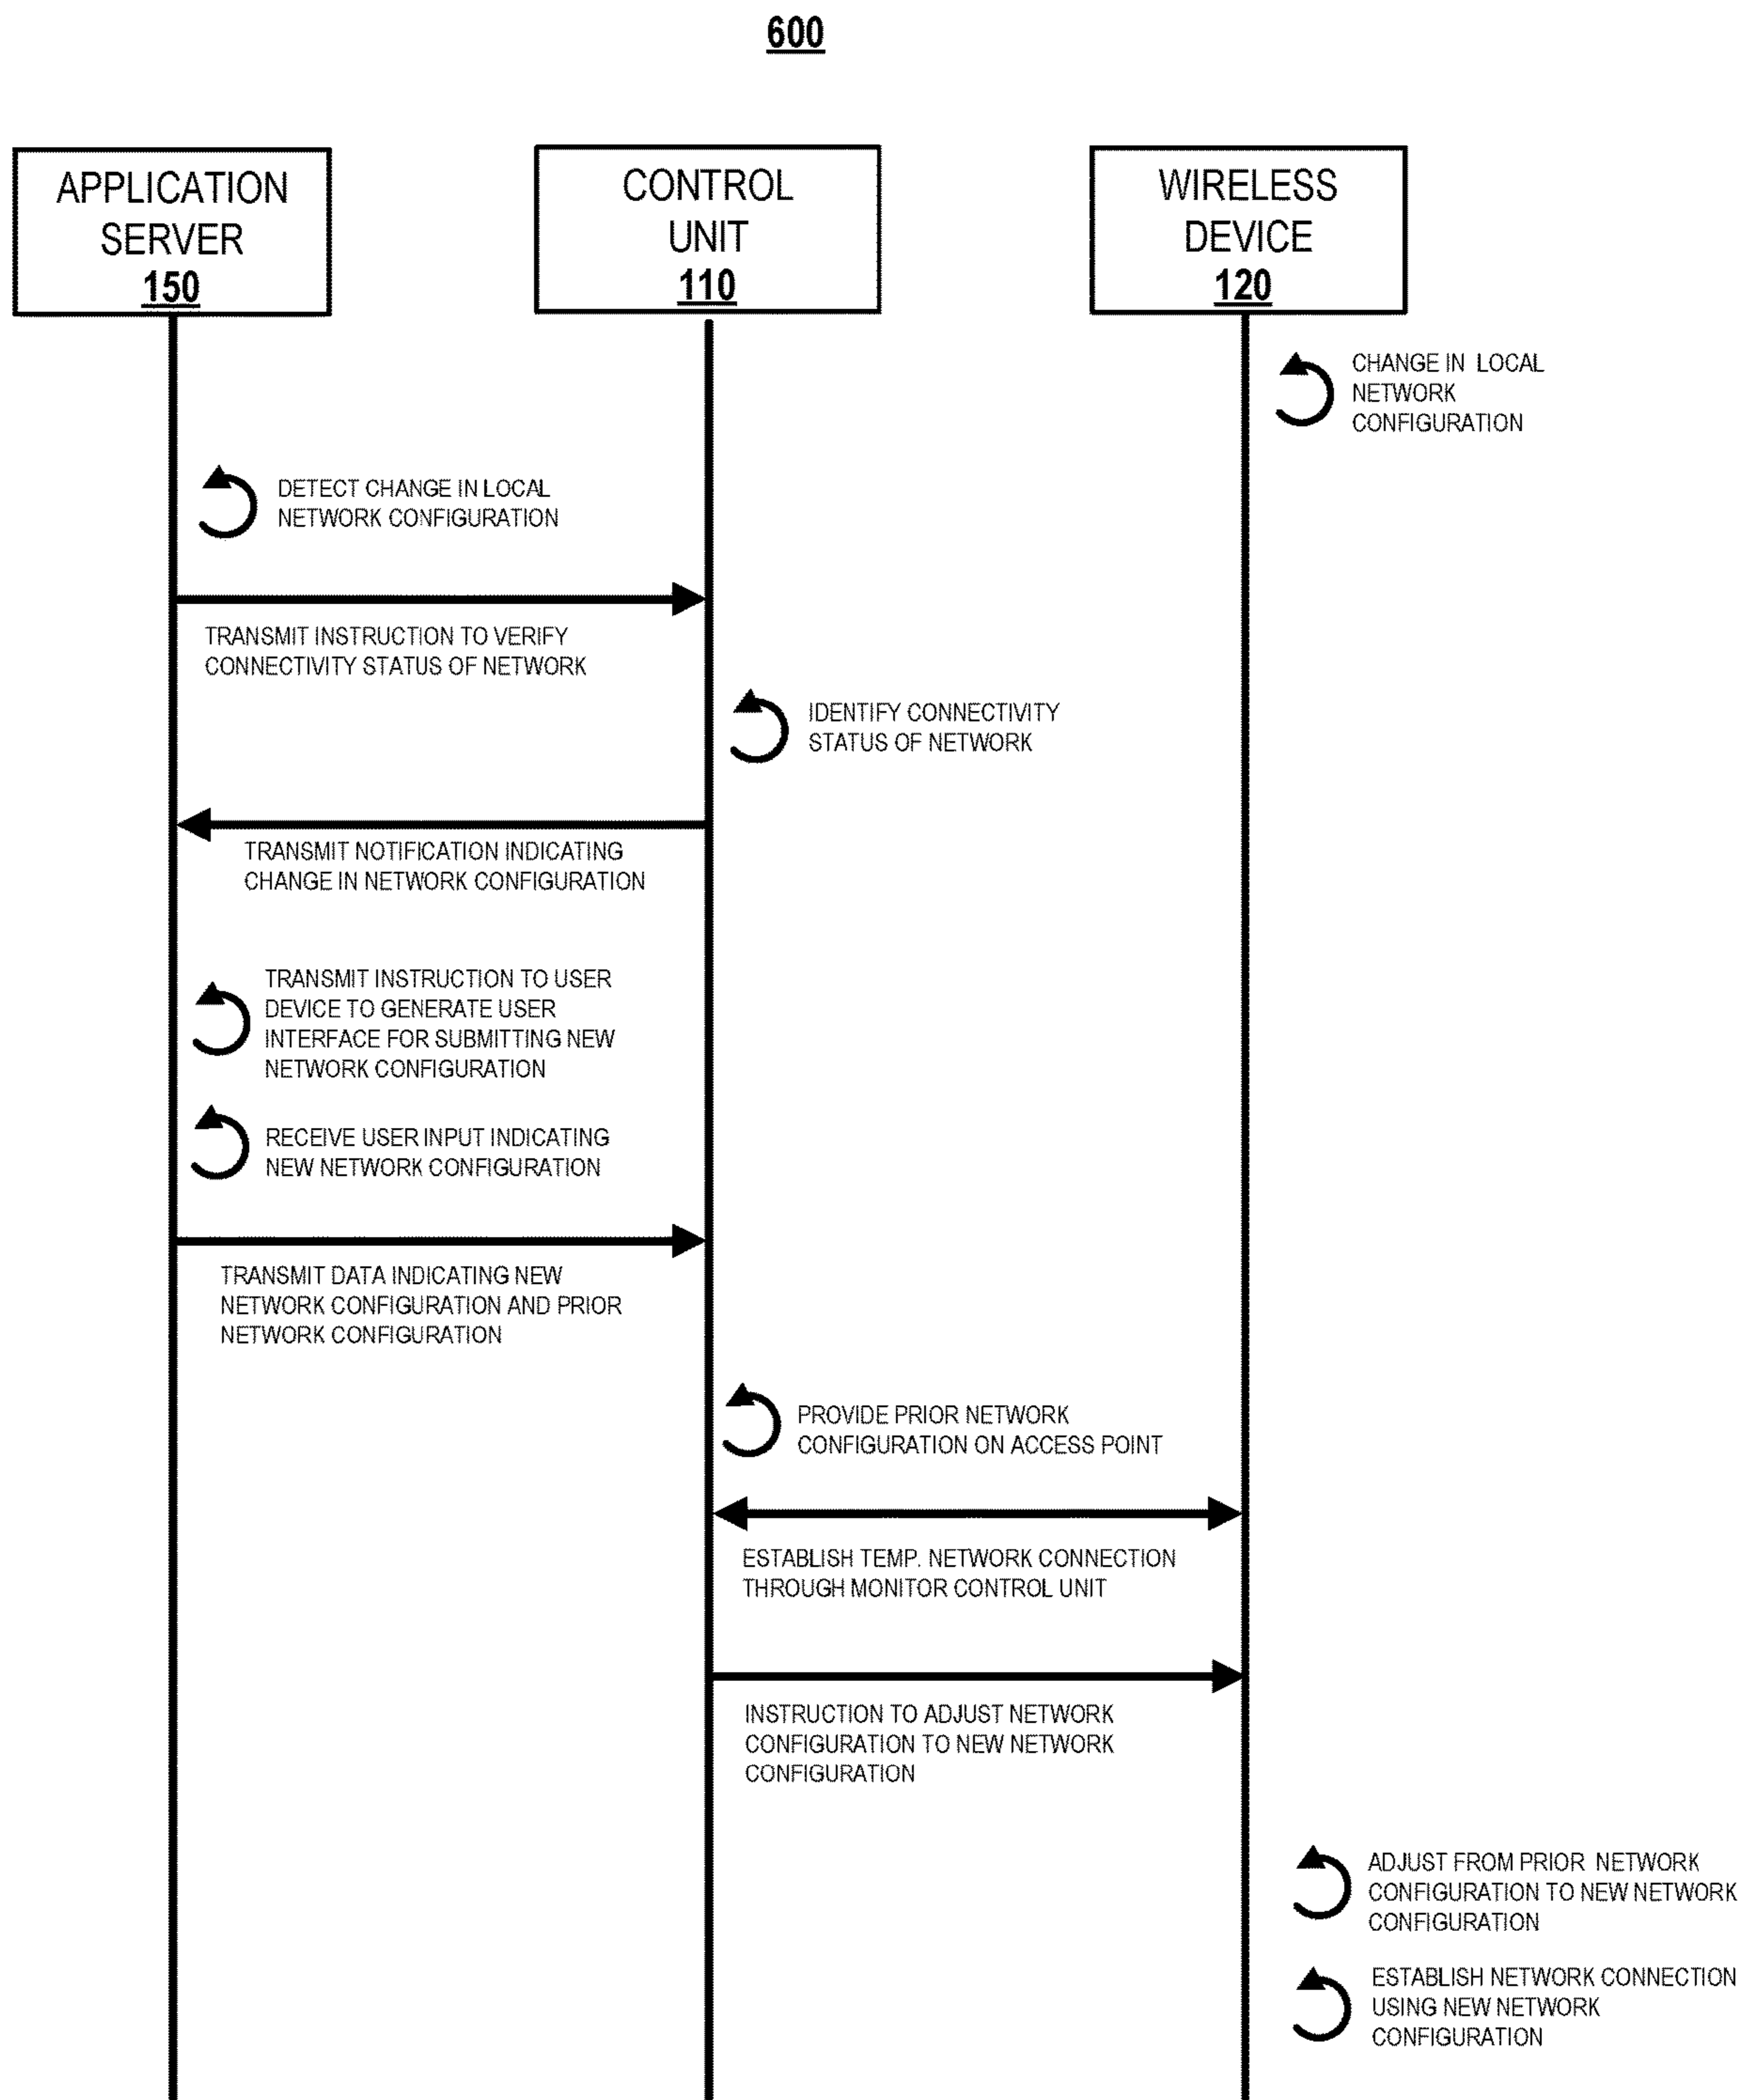 600
APPLICATION
SERVER
150
CONTROL
UNIT
110
WIRELESS
DEVICE
120
CHANGE IN LOCAL
NETWORK
CONFIGURATION
DETECT CHANGE IN LOCAL
NETWORK CONFIGURATION
TRANSMIT INSTRUCTION TO VERIFY
CONNECTIVITY STATUS OF NETWORK
IDENTIFY CONNECTIVITY
STATUS OF NETWORK
TRANSMIT NOTIFICATION INDICATING
CHANGE IN NETWORK CONFIGURATION
TRANSMIT INSTRUCTION TO USER
DEVICE TO GENERATE USER
INTERFACE FOR SUBMITTING NEW
NETWORK CONFIGURATION
RECEIVE USER INPUT INDICATING
NEW NETWORK CONFIGURATION
TRANSMIT DATA INDICATING NEW
NETWORK CONFIGURATION AND PRIOR
NETWORK CONFIGURATION
PROVIDE PRIOR NETWORK
CONFIGURATION ON ACCESS POINT
ESTABLISH TEMP. NETWORK CONNECTION
THROUGH MONITOR CONTROL UNIT
INSTRUCTION TO ADJUST NETWORK
CONFIGURATION TO NEW NETWORK
CONFIGURATION
ADJUST FROM PRIOR NETWORK
CONFIGURATION TO NEW NETWORK
CONFIGURATION
ESTABLISH NETWORK CONNECTION
USING NEW NETWORK
CONFIGURATION